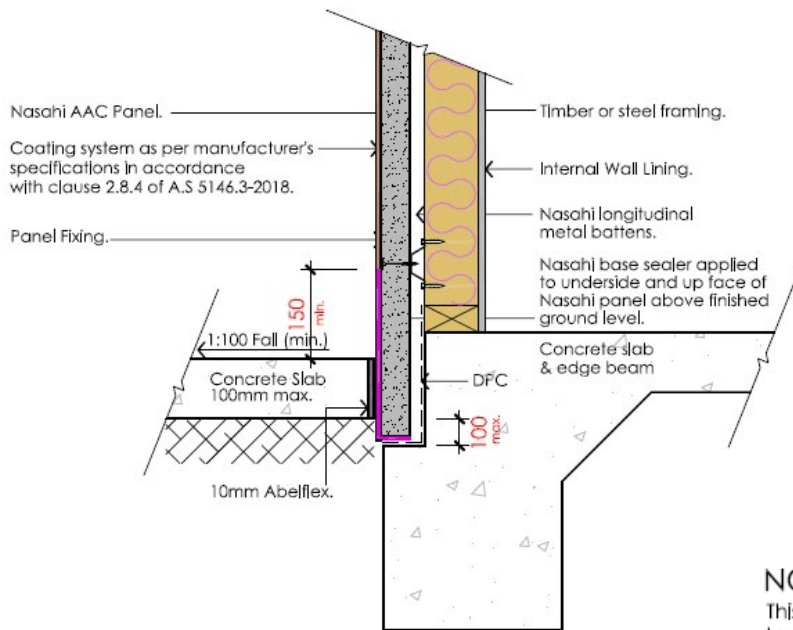 Nasahi AAC Panel.
Coating system as per manufacturer's
specifications in accordance
with clause 2.8.4 of A.S 5146.3-2018.
Panel Fixing.
150
min.
1:100 Fall (min.)
Concrete Slab
100mm max.
10mm Abelflex.
Timber or steel framing.
Internal Wall Lining.
Nasahi longitudinal
metal battens.
Nasahi base sealer applied
to underside and up face of
Nasahi panel above finished
ground level.
Concrete slab
& edge beam
DPC
100
max.